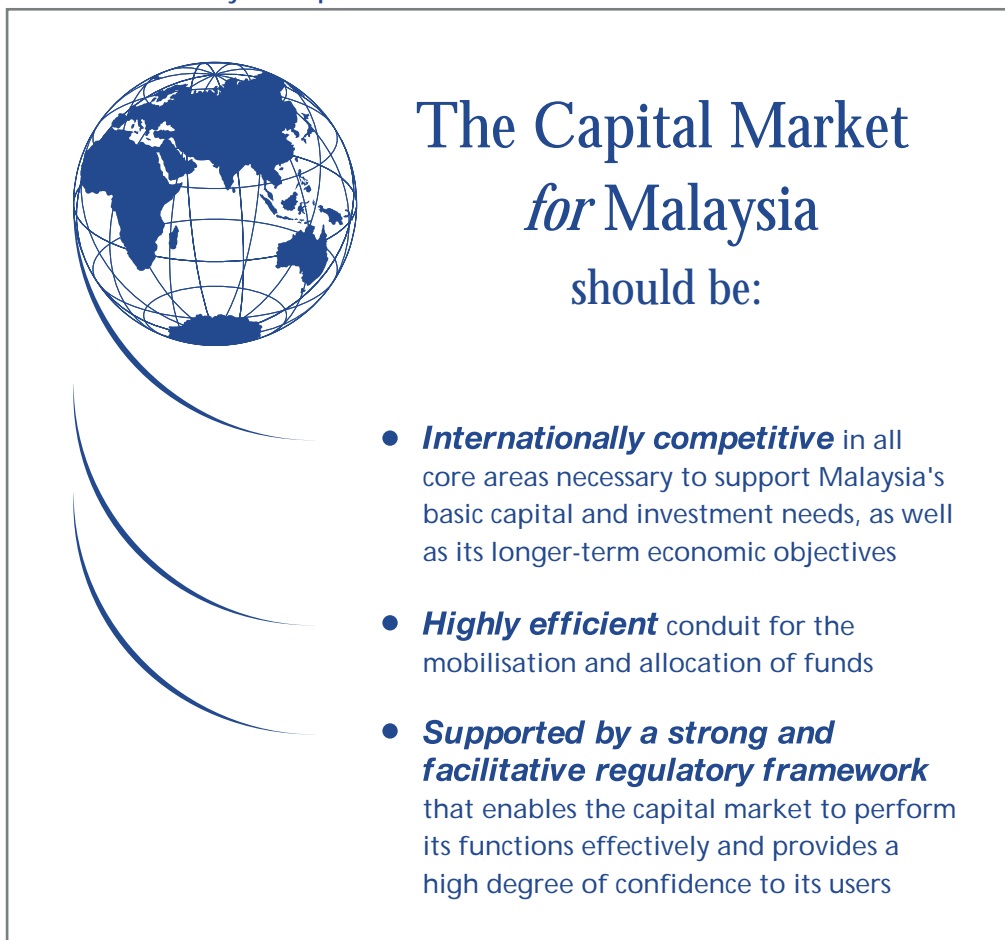 The Capital Market
for Malaysia
should be:
• Internationally competitive in all
core areas necessary to support Malaysia's
basic capital and investment needs, as well
as its longer-term economic objectives
• Highly efficient conduit for the
mobilisation and allocation of funds
• Supported by a strong and
facilitative regulatory framework
that enables the capital market to perform
its functions effectively and provides a
high degree of confidence to its users